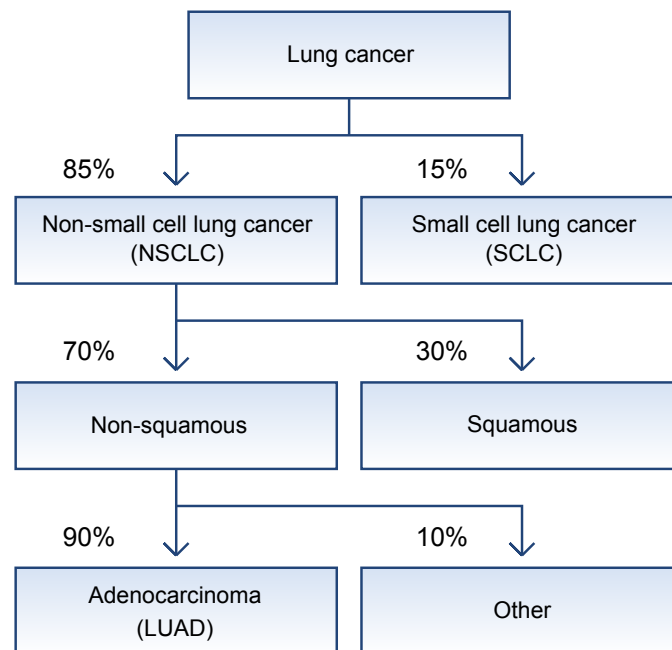 Lung cancer
85%
15%
Non-small cell lung cancer
(NSCLC)
Small cell lung cancer
(SCLC)
70%
30%
Non-squamous
Squamous
90%
10%
Adenocarcinoma
(LUAD)
Other